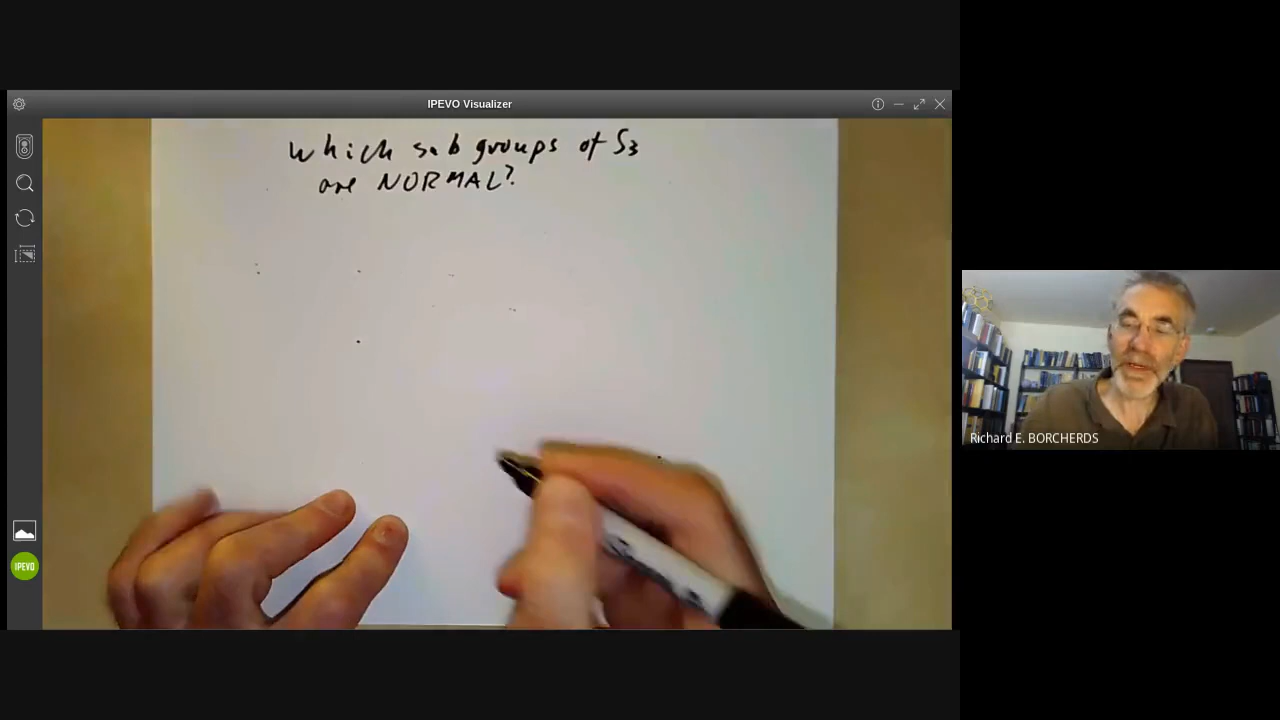 IPEVO Visualizer
Which subgroups of S₃
are NORMAL?
IPEVO
Richard E. BORCHERDS